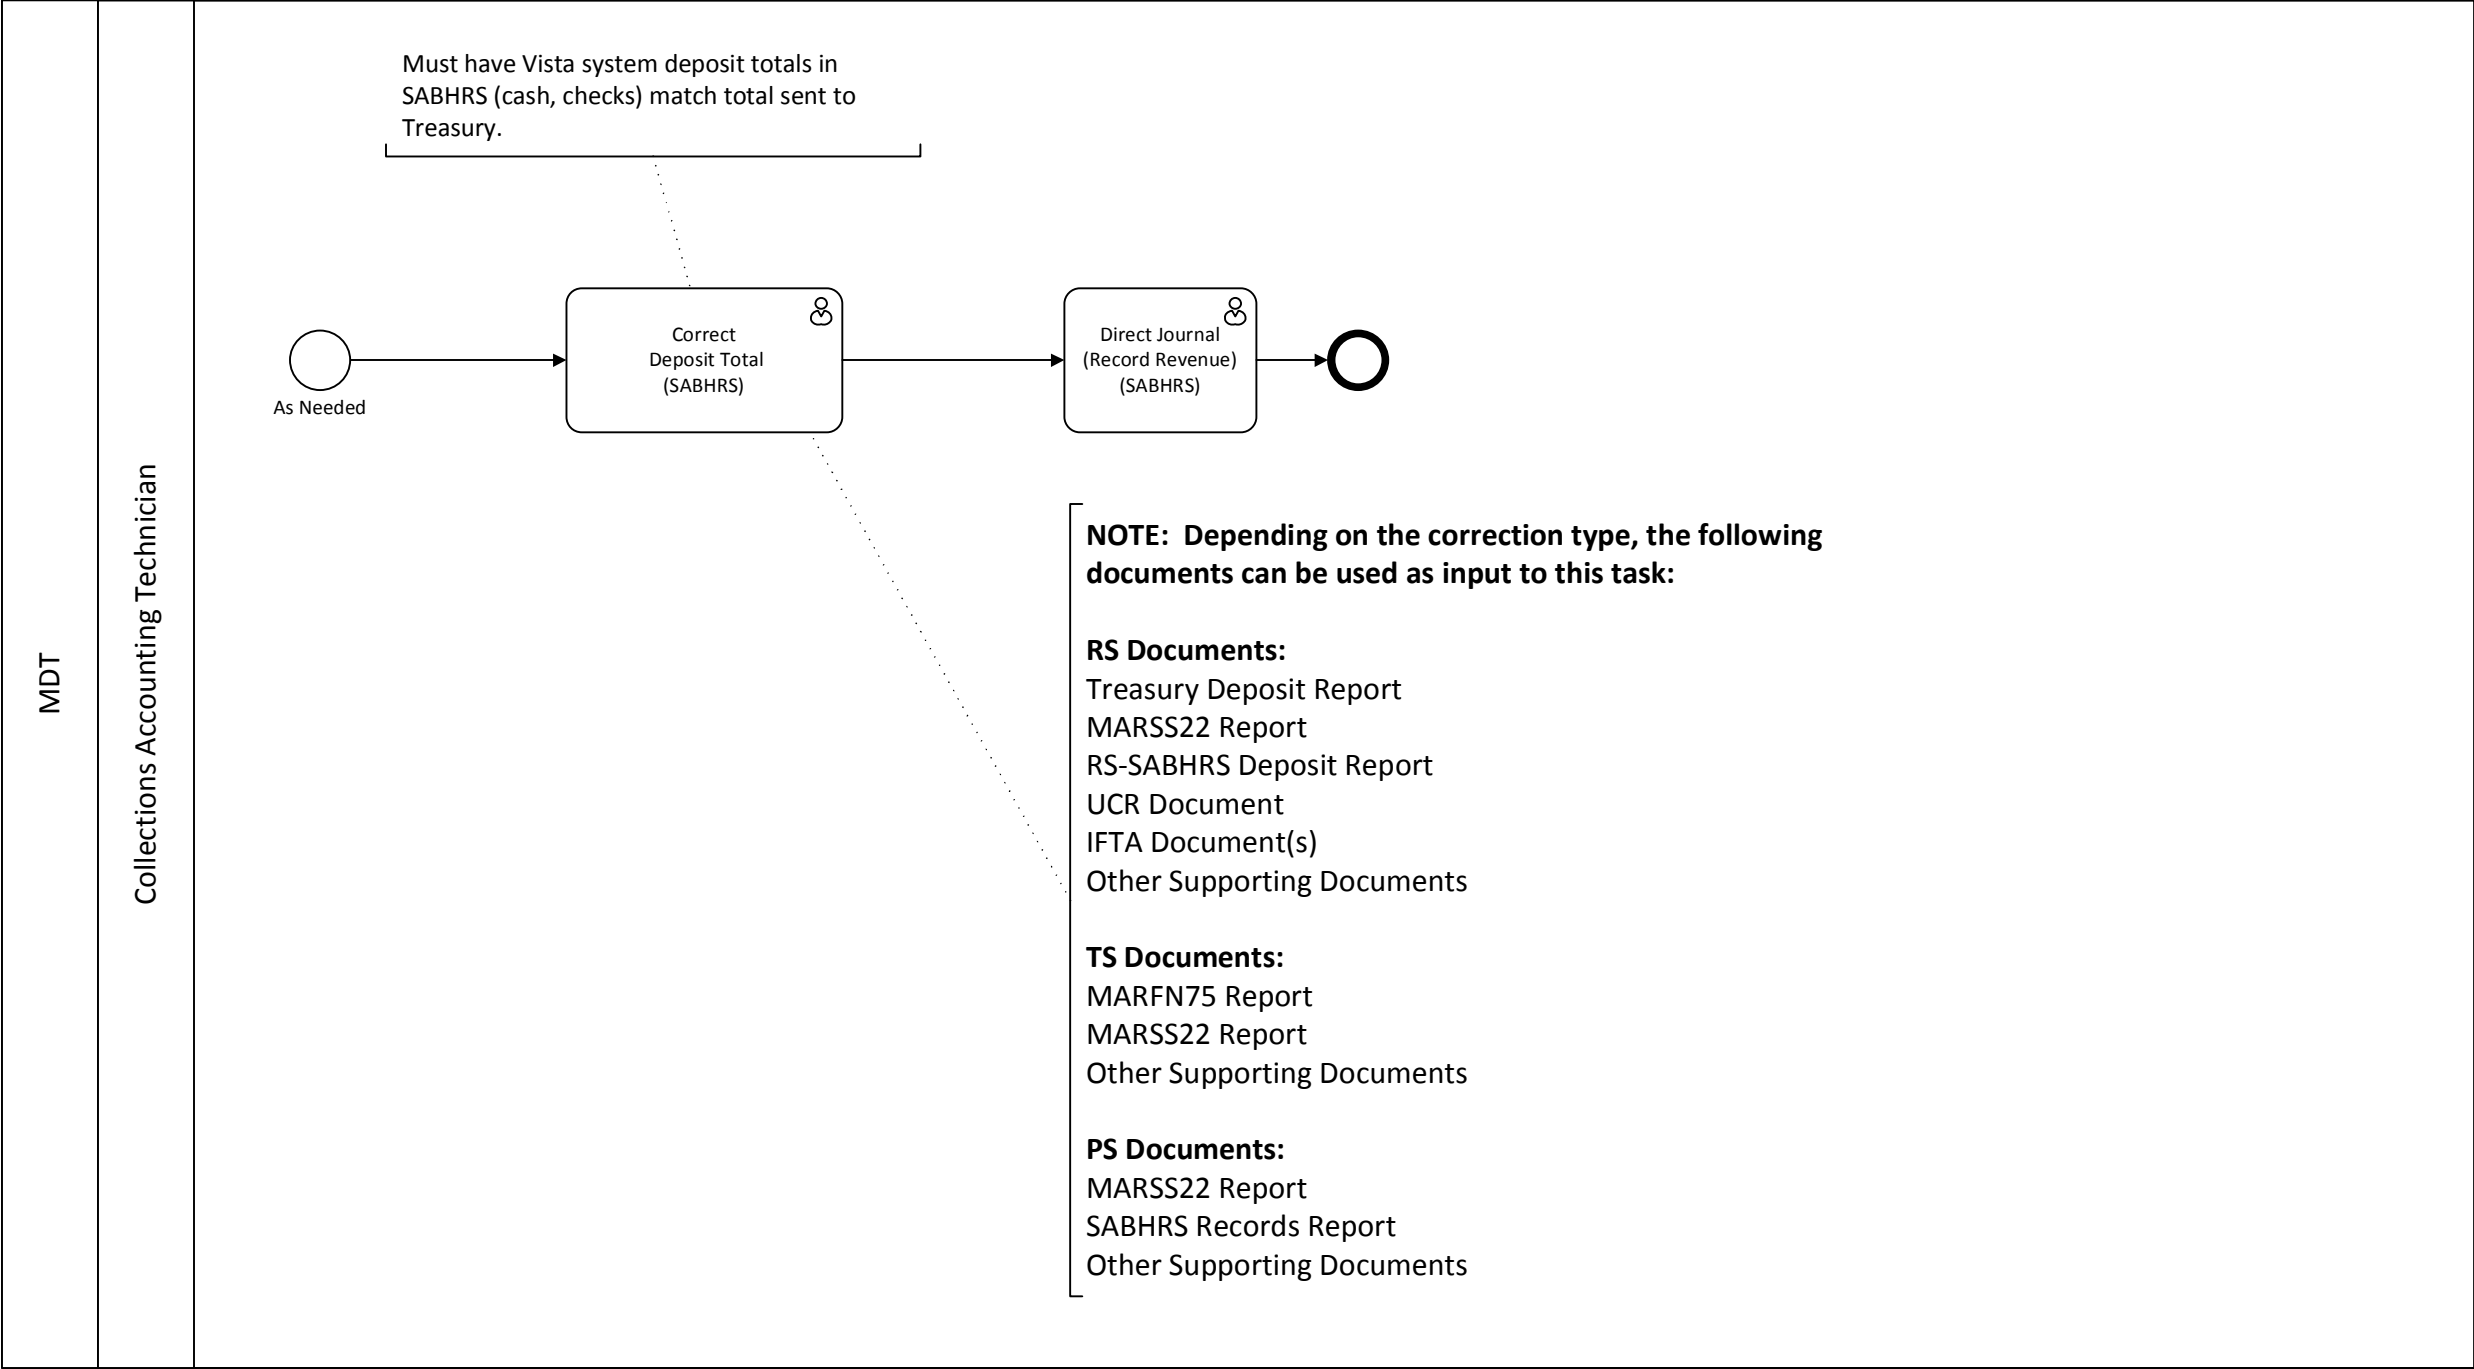 MDT
Collections Accounting Technician
Must have Vista system deposit totals in
SABHRS (cash, checks) match total sent to
Treasury.
As Needed
Correct
Deposit Total
(SABHRS)
Direct Journal
(Record Revenue)
(SABHRS)
NOTE:  Depending on the correction type, the following
documents can be used as input to this task:
RS Documents:
Treasury Deposit Report
MARSS22 Report
RS-SABHRS Deposit Report
UCR Document
IFTA Document(s)
Other Supporting Documents
TS Documents:
MARFN75 Report
MARSS22 Report
Other Supporting Documents
PS Documents:
MARSS22 Report
SABHRS Records Report
Other Supporting Documents